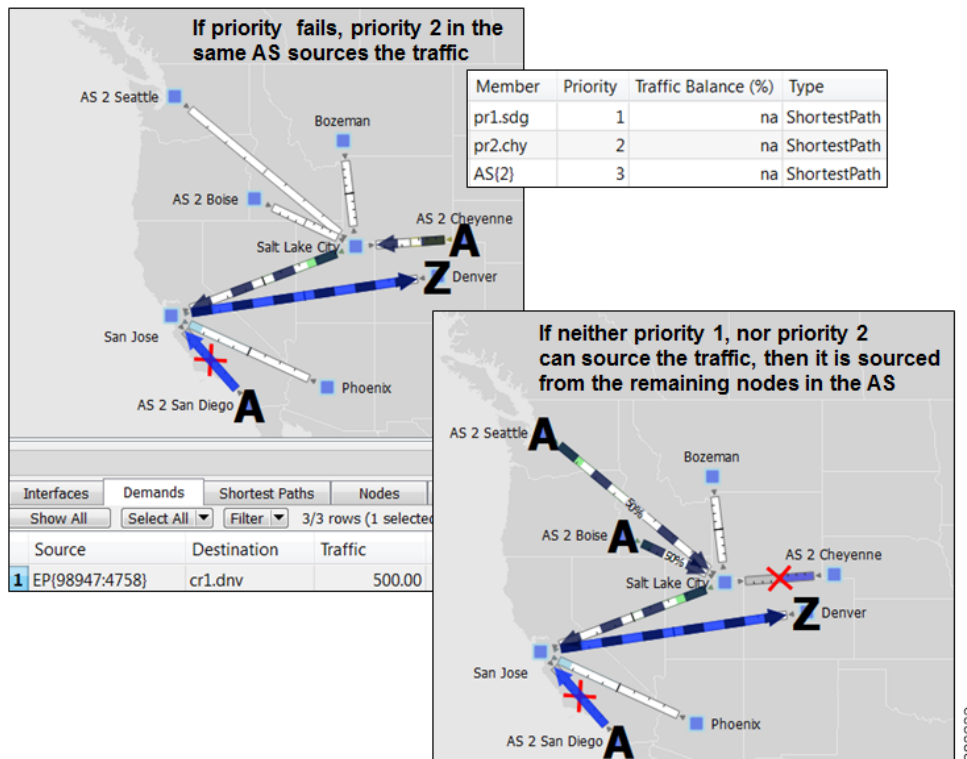 If priority fails, priority 2 in the
same AS sources the traffic
AS 2 Seattle
Bozeman
AS 2 Boise
AS 2 Cheyenne
Salt Lake City
A
Z
Denver
San Jose
Phoenix
AS 2 San Diego
A
Member Priority Traffic Balance (%) Type
pr1.sdg 1 na ShortestPath
pr2.chy 2 na ShortestPath
AS{2} 3 na ShortestPath
Interfaces Demands Shortest Paths Nodes
Show All Select All Filter 3/3 rows (1 selected
Source Destination Traffic
1 EP{98947:4758} cr1.dnv 500.00
If neither priority 1, nor priority 2
can source the traffic, then it is sourced
from the remaining nodes in the AS
AS 2 Seattle
A
Bozeman
50%
AS 2 Boise
A
50%
AS 2 Cheyenne
Salt Lake City
Z
Denver
San Jose
Phoenix
AS 2 San Diego
A